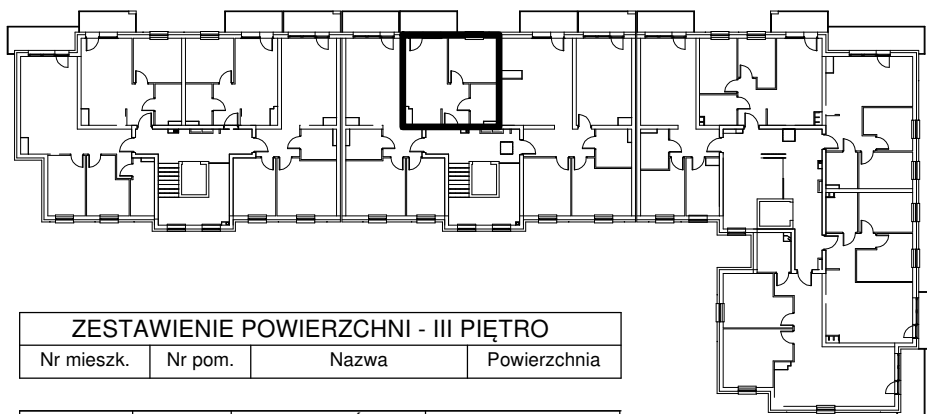 ZESTAWIENIE POWIERZCHNI - III PIĘTRO
Nr mieszk. Nr pom. Nazwa Powierzchnia